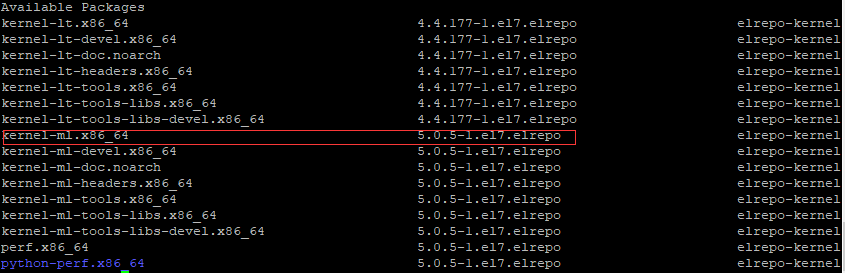 Available Packages
kernel-lt.x86_64 4.4.177-1.el7.elrepo elrepo-kernel
kernel-lt-devel.x86_64 4.4.177-1.el7.elrepo elrepo-kernel
kernel-lt-doc.noarch 4.4.177-1.el7.elrepo elrepo-kernel
kernel-lt-headers.x86_64 4.4.177-1.el7.elrepo elrepo-kernel
kernel-lt-tools.x86_64 4.4.177-1.el7.elrepo elrepo-kernel
kernel-lt-tools-libs.x86_64 4.4.177-1.el7.elrepo elrepo-kernel
kernel-lt-tools-libs-devel.x86_64 4.4.177-1.el7.elrepo elrepo-kernel
kernel-ml.x86_64 5.0.5-1.el7.elrepo elrepo-kernel
kernel-ml-devel.x86_64 5.0.5-1.el7.elrepo elrepo-kernel
kernel-ml-doc.noarch 5.0.5-1.el7.elrepo elrepo-kernel
kernel-ml-headers.x86_64 5.0.5-1.el7.elrepo elrepo-kernel
kernel-ml-tools.x86_64 5.0.5-1.el7.elrepo elrepo-kernel
kernel-ml-tools-libs.x86_64 5.0.5-1.el7.elrepo elrepo-kernel
kernel-ml-tools-libs-devel.x86_64 5.0.5-1.el7.elrepo elrepo-kernel
perf.x86_64 5.0.5-1.el7.elrepo elrepo-kernel
python-perf.x86_64 5.0.5-1.el7.elrepo elrepo-kernel